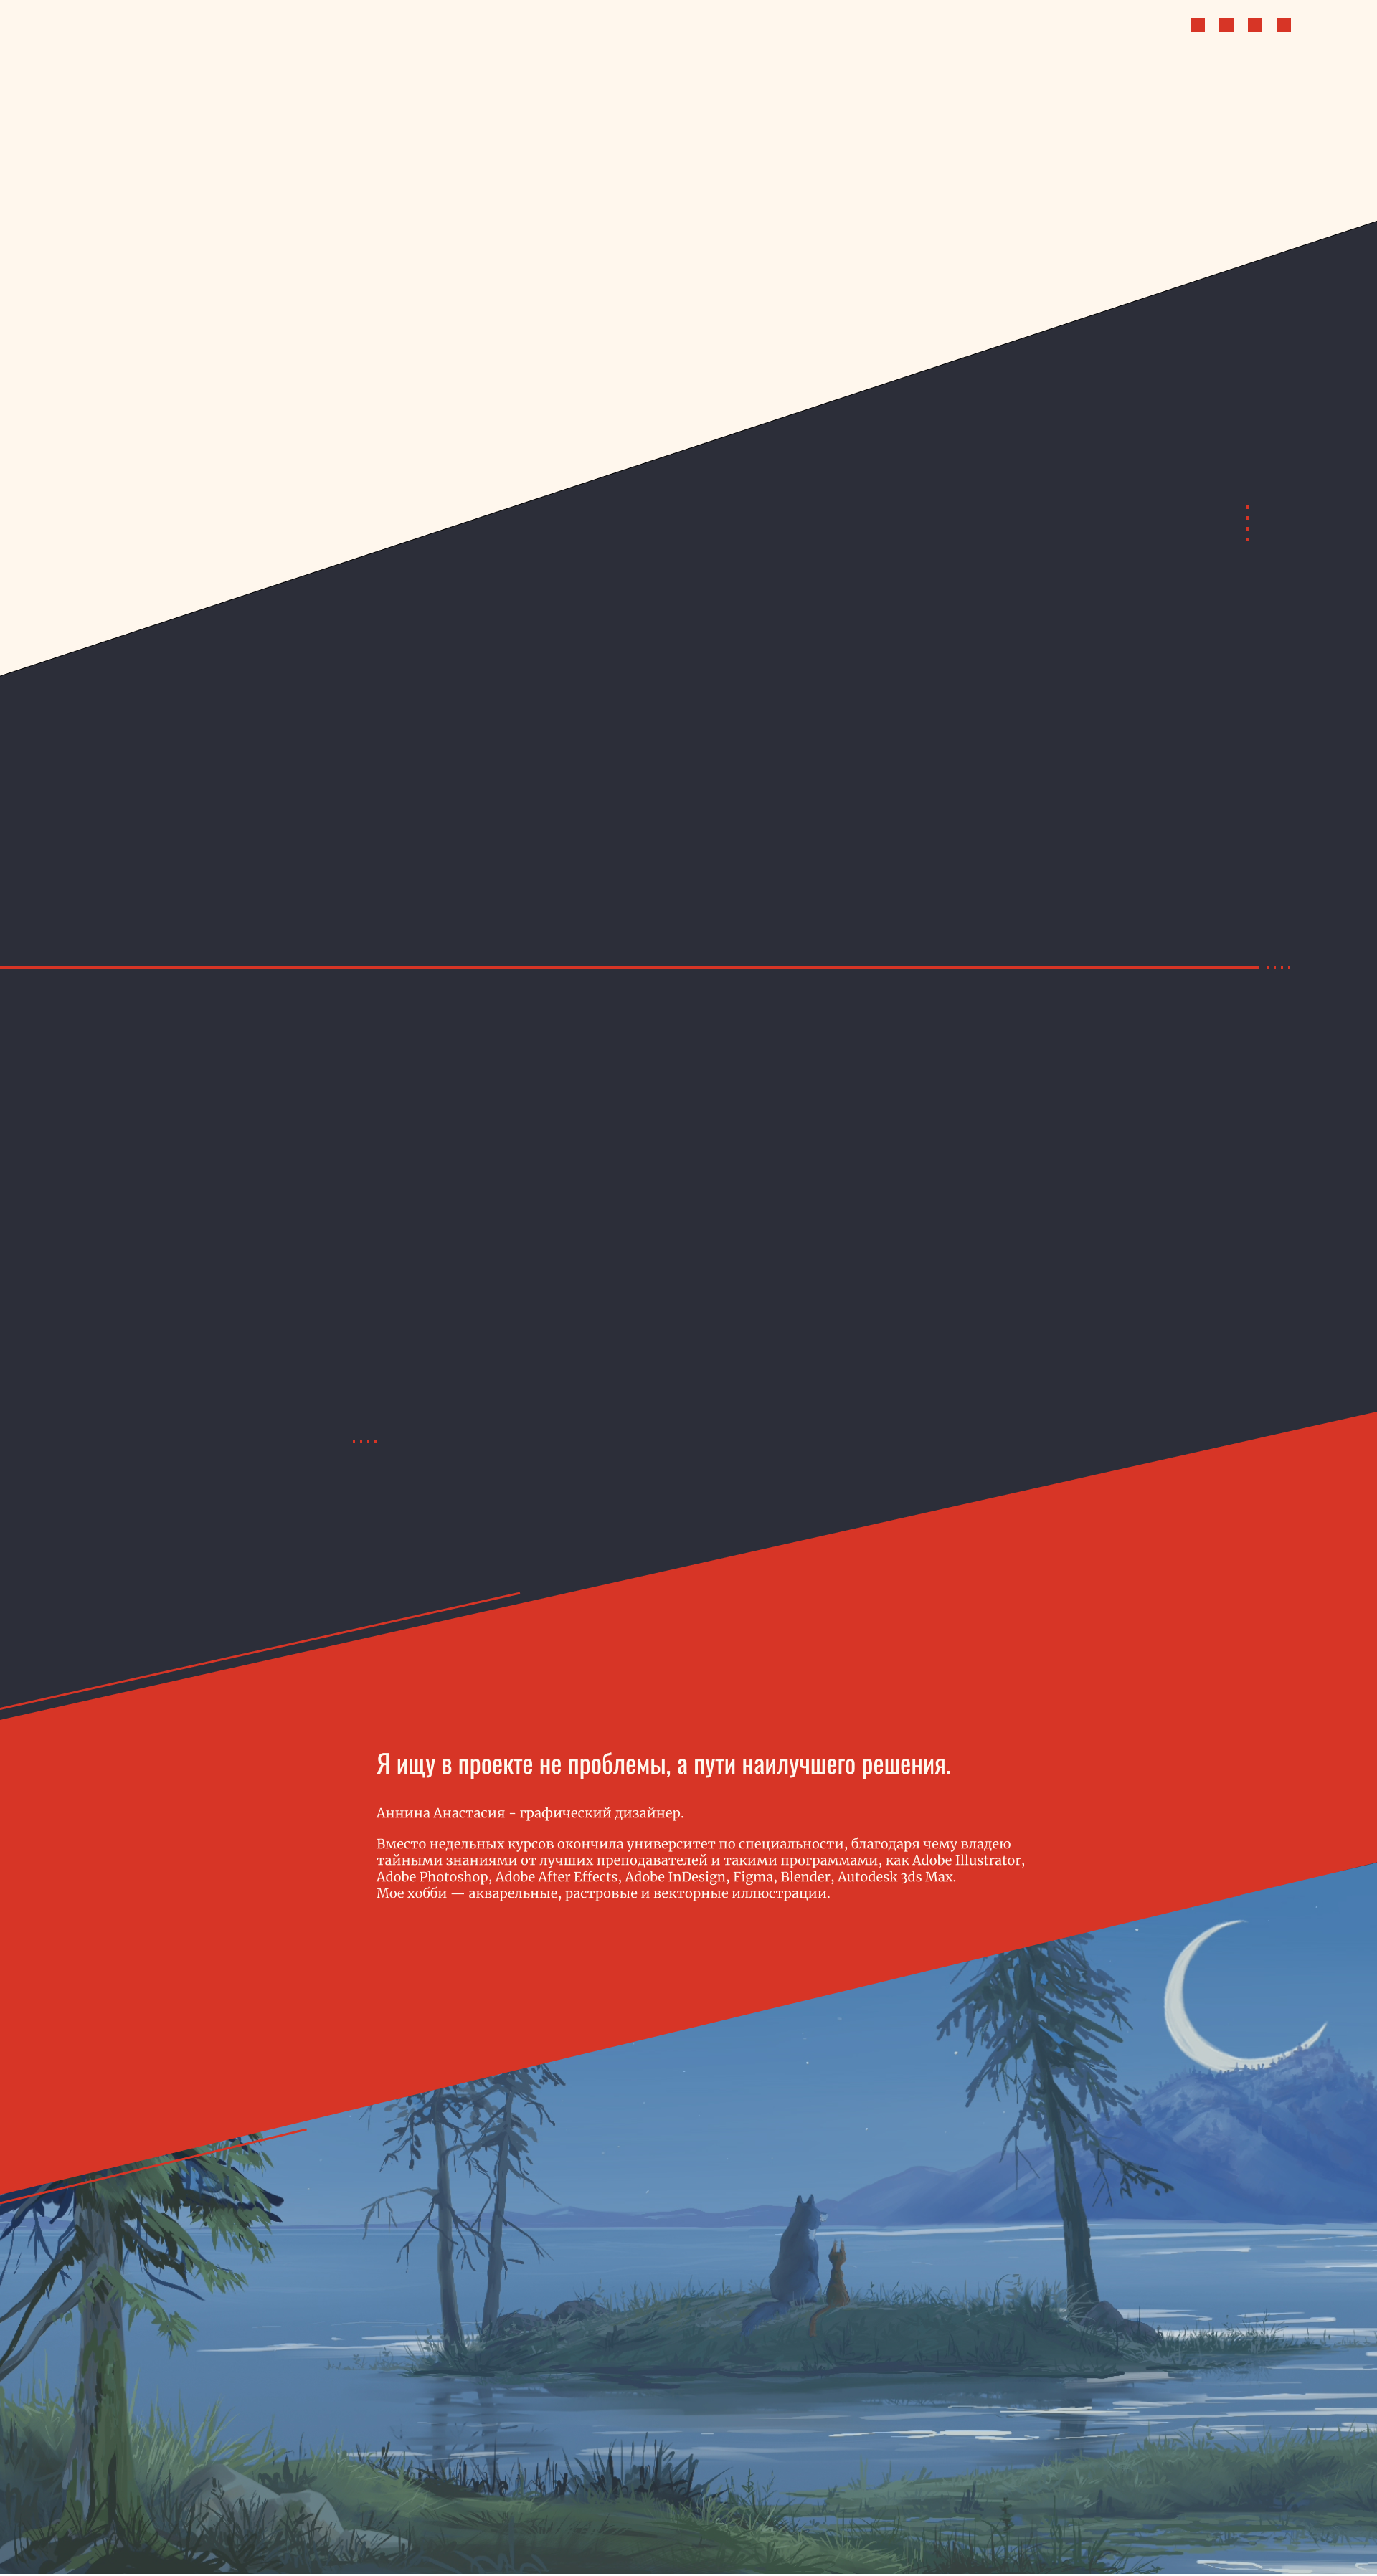 Я ищу в проекте не проблемы, а пути наилучшего решения.
Аннина Анастасия - графический дизайнер.
Вместо недельных курсов окончила университет по специальности, благодаря чему владею
тайными знаниями от лучших преподавателей и такими программами, как Adobe Illustrator,
Adobe Photoshop, Adobe After Effects, Adobe InDesign, Figma, Blender, Autodesk 3ds Max.
Мое хобби — акварельные, растровые и векторные иллюстрации.